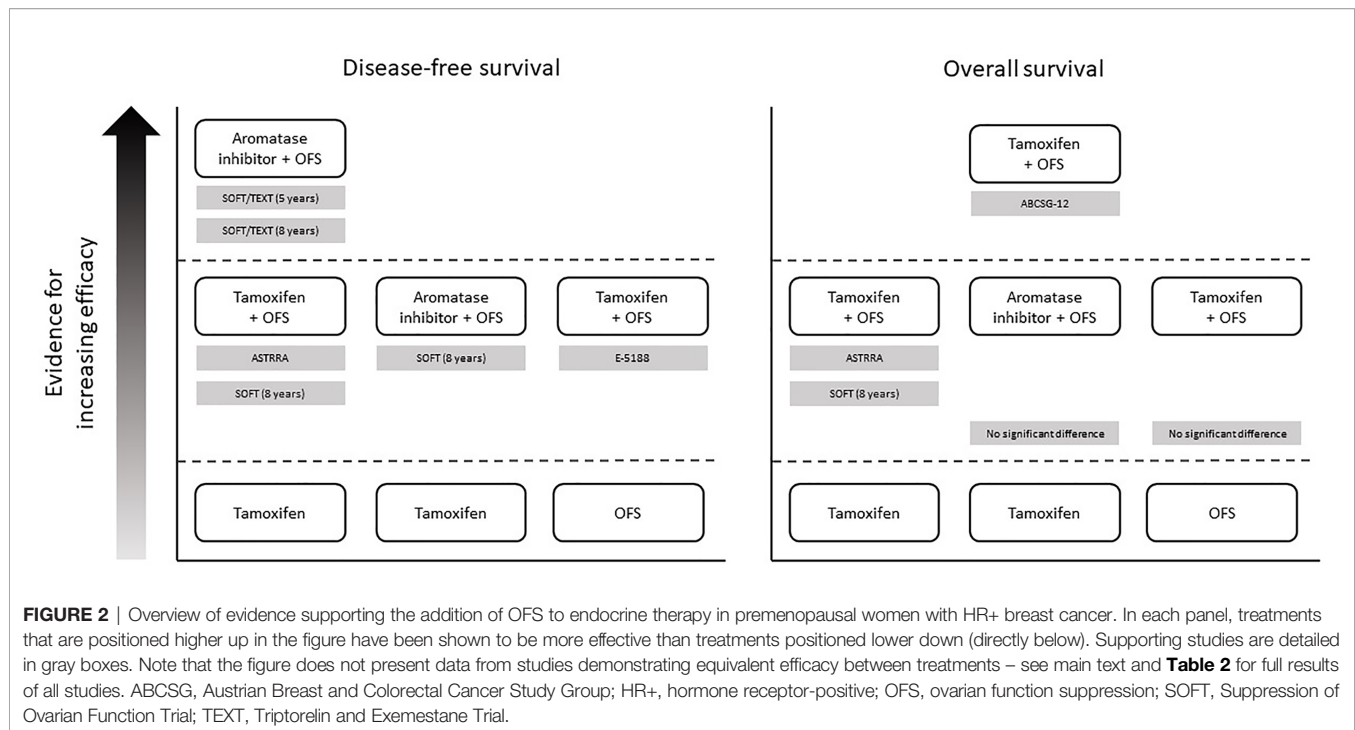 Disease-free survival
Overall survival
Evidence for
increasing efficacy
Aromatase
inhibitor + OFS
SOFT/TEXT (5 years)
SOFT/TEXT (8 years)
Tamoxifen
+ OFS
ASTRRA
SOFT (8 years)
Aromatase
inhibitor + OFS
SOFT (8 years)
Tamoxifen
+ OFS
E-5188
Tamoxifen
Tamoxifen
OFS
Tamoxifen
+ OFS
ABCSG-12
Tamoxifen
+ OFS
ASTRRA
SOFT (8 years)
Aromatase
inhibitor + OFS
No significant difference
Tamoxifen
+ OFS
No significant difference
Tamoxifen
Tamoxifen
OFS
FIGURE 2 | Overview of evidence supporting the addition of OFS to endocrine therapy in premenopausal women with HR+ breast cancer. In each panel, treatments
that are positioned higher up in the figure have been shown to be more effective than treatments positioned lower down (directly below). Supporting studies are detailed
in gray boxes. Note that the figure does not present data from studies demonstrating equivalent efficacy between treatments – see main text and Table 2 for full results
of all studies. ABCSG, Austrian Breast and Colorectal Cancer Study Group; HR+, hormone receptor-positive; OFS, ovarian function suppression; SOFT, Suppression of
Ovarian Function Trial; TEXT, Triptorelin and Exemestane Trial.